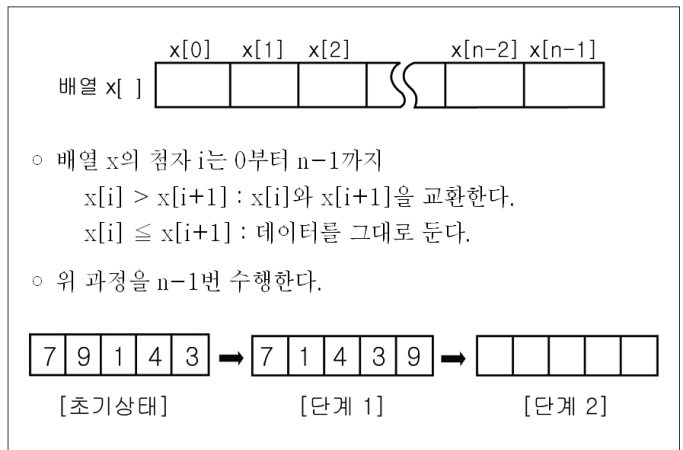 x[0] x[1] x[2] x[n-2] x[n-1]
배열 x[ ]
○ 배열 x의 첨자 i는 0부터 n-1까지
x[i] > x[i+1] : x[i]와 x[i+1]을 교환한다.
x[i] ≦ x[i+1] : 데이터를 그대로 둔다.
○ 위 과정을 n-1번 수행한다.
7 9 1 4 3 ➡ 7 1 4 3 9 ➡
[초기상태] [단계 1] [단계 2]